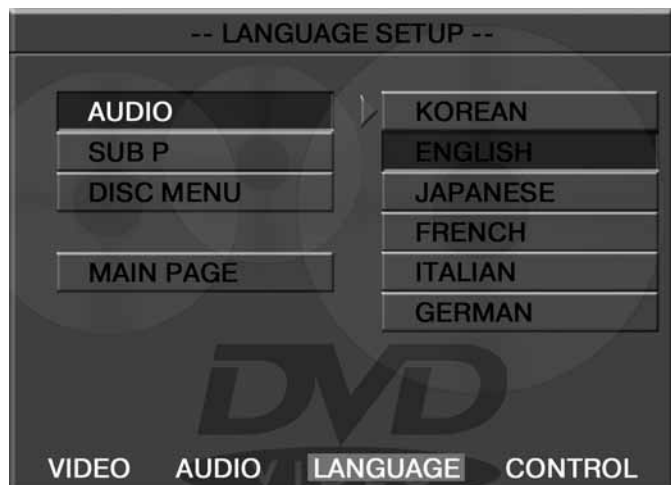 -- LANGUAGE SETUP --
AUDIO
SUB P
DISC MENU
MAIN PAGE
KOREAN
ENGLISH
JAPANESE
FRENCH
ITALIAN
GERMAN
DVD
VIDEO
VIDEO AUDIO LANGUAGE CONTROL